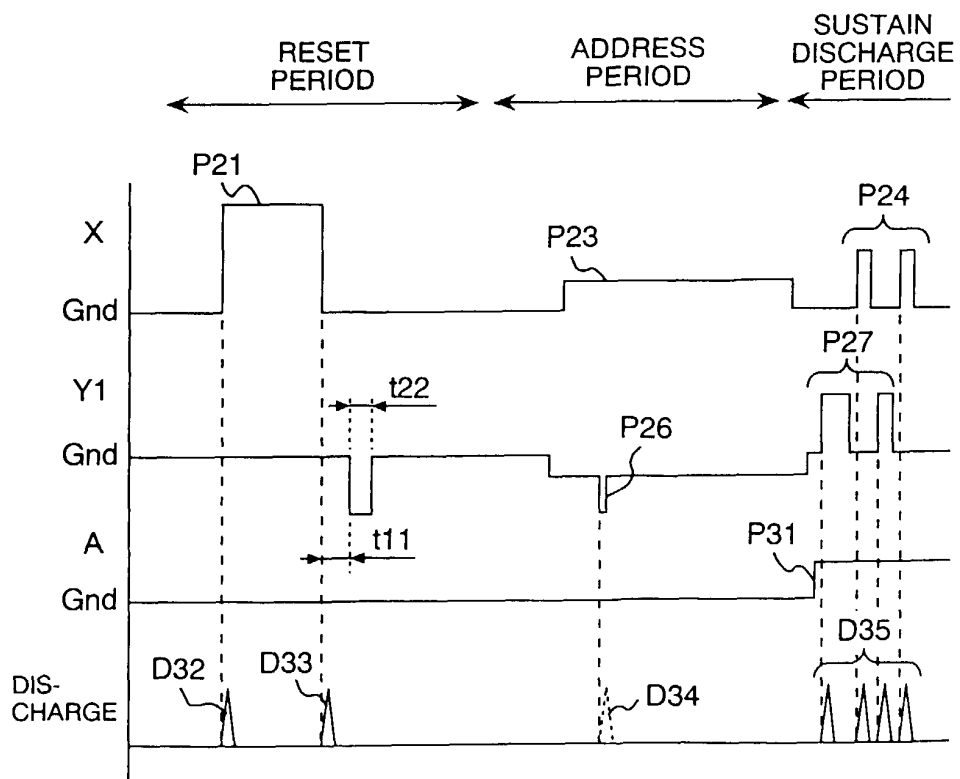 RESET
PERIOD
ADDRESS
PERIOD
SUSTAIN
DISCHARGE
PERIOD
P21
X
P23
P24
Gnd
Y1
t22
P27
Gnd
P26
A
t11
P31
Gnd
D35
DIS-
CHARGE
D32
D33
D34